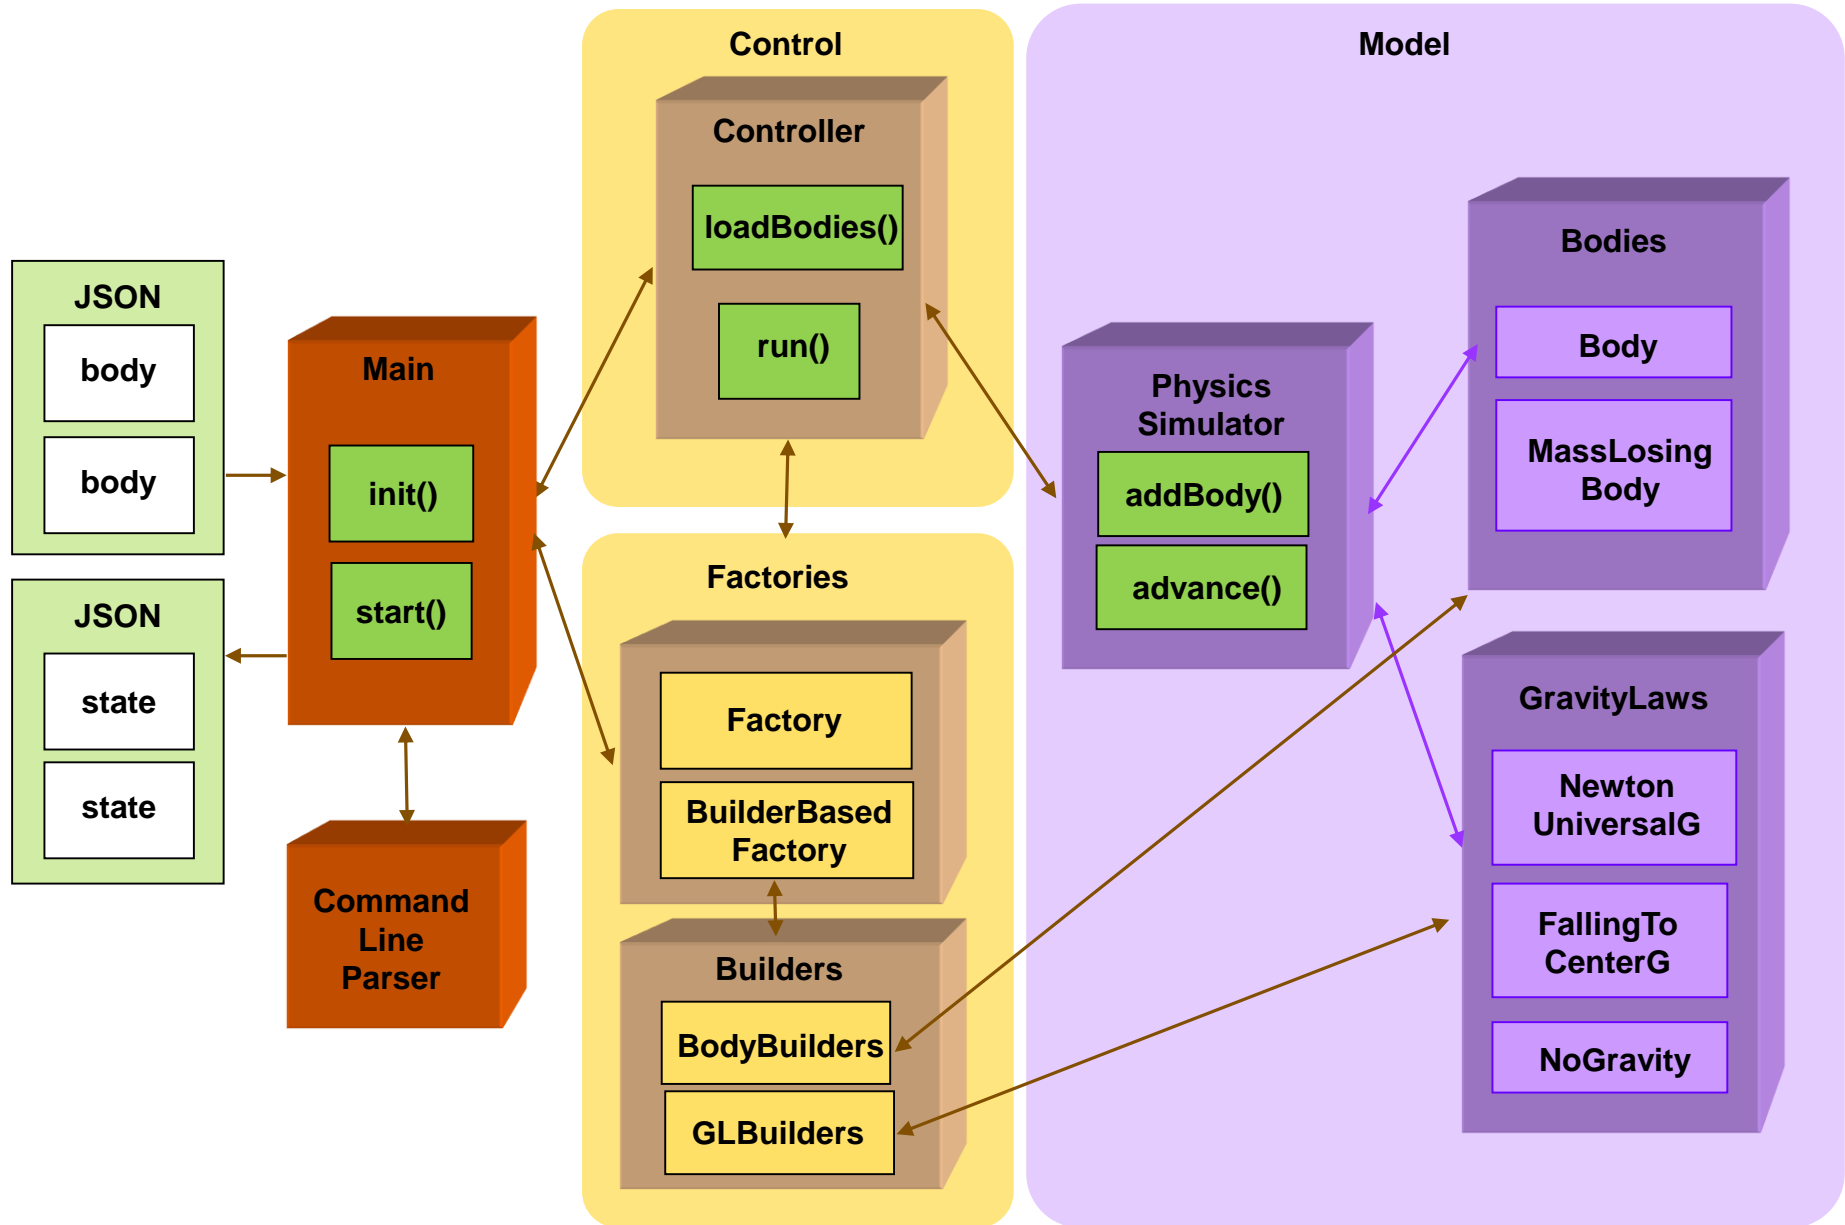 Control
Controller
loadBodies()
run()
Model
JSON
body
body
JSON
state
state
Main
init()
start()
Command
Line
Parser
Factories
Factory
BuilderBased
Factory
Builders
BodyBuilders
GLBuilders
Physics
Simulator
addBody()
advance()
Bodies
Body
MassLosing
Body
GravityLaws
Newton
UniversalG
FallingTo
CenterG
NoGravity